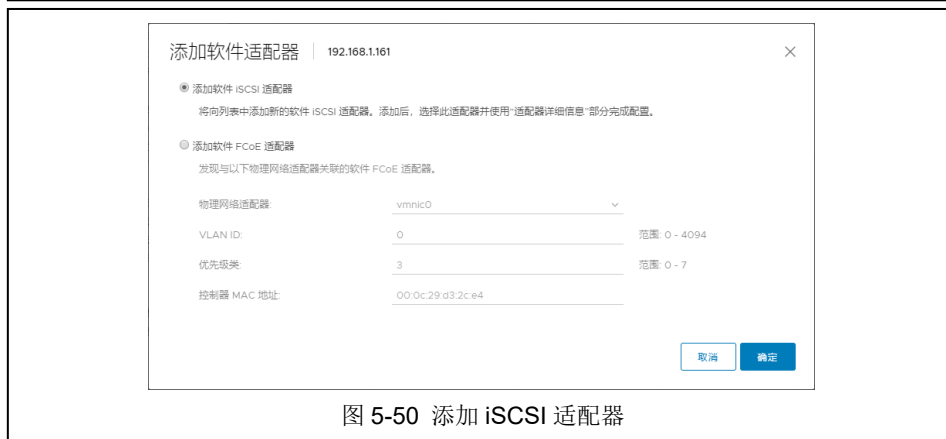 添加软件适配器 192.168.1.161
添加软件 iSCSI 适配器
将向列表中添加新的软件 iSCSI 适配器。添加后，选择此适配器并使用“适配器详细信息”部分完成配置。
添加软件 FCoE 适配器
发现与以下物理网络适配器关联的软件 FCoE 适配器。
物理网络适配器: vmnic0
VLAN ID: 0 范围: 0 - 4094
优先级类: 3 范围: 0 - 7
控制器 MAC 地址: 00:0c:29:d3:2c:e4
取消 确定
图 5-50 添加 iSCSI 适配器